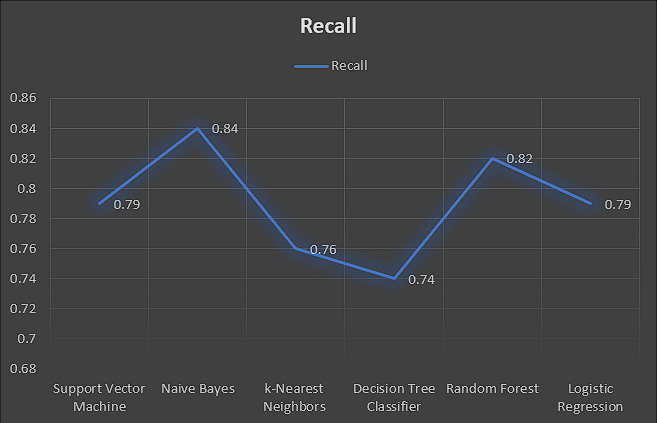 Recall
Recall
0.86
0.84
0.82
0.8
0.78
0.76
0.74
0.72
0.7
0.68
0.79
0.84
0.76
0.74
0.82
0.79
Support Vector
Machine
Naive Bayes
k-Nearest
Neighbors
Decision Tree
Classifier
Random Forest
Logistic
Regression